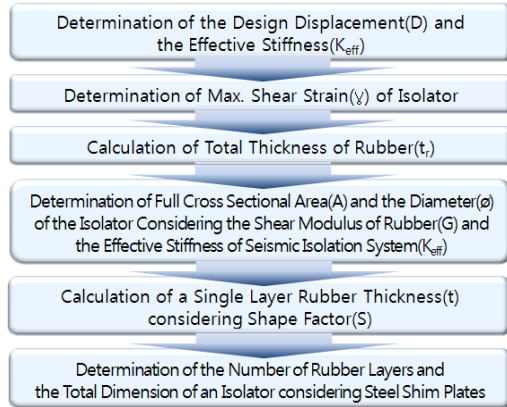 Determination of the Design Displacement(D) and
the Effective Stiffness(Keff)
Determination of Max. Shear Strain(ɣ) of Isolator
Calculation of Total Thickness of Rubber(tr)
Determination of Full Cross Sectional Area(A) and the Diameter(ø)
of the Isolator Considering the Shear Modulus of Rubber(G) and
the Effective Stiffness of Seismic Isolation System(Keff)
Calculation of a Single Layer Rubber Thickness(t)
considering Shape Factor(S)
Determination of the Number of Rubber Layers and
the Total Dimension of an Isolator considering Steel Shim Plates